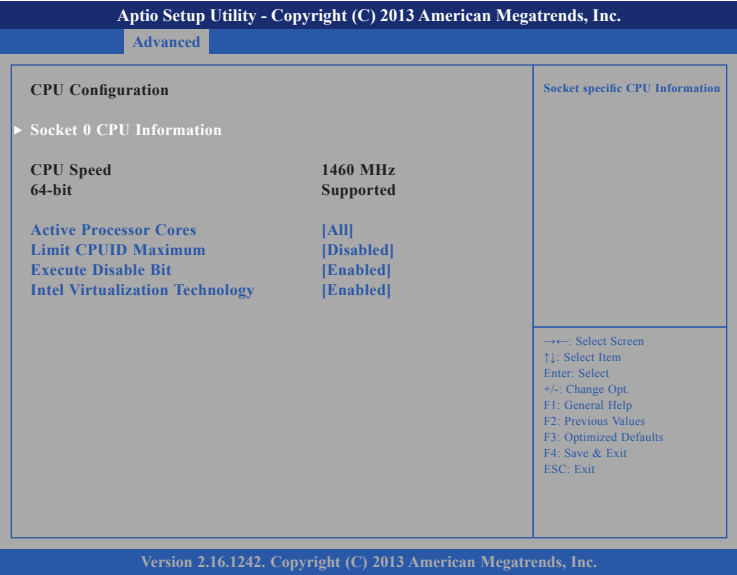 Aptio Setup Utility - Copyright (C) 2013 American Megatrends, Inc.
Advanced
CPU Configuration
Socket 0 CPU Information
CPU Speed 1460 MHz
64-bit Supported
Active Processor Cores [All]
Limit CPUID Maximum [Disabled]
Execute Disable Bit [Enabled]
Intel Virtualization Technology [Enabled]
Socket specific CPU Information
→←: Select Screen
↑↓: Select Item
Enter: Select
+/-: Change Opt.
F1: General Help
F2: Previous Values
F3: Optimized Defaults
F4: Save & Exit
ESC: Exit
Version 2.16.1242. Copyright (C) 2013 American Megatrends, Inc.